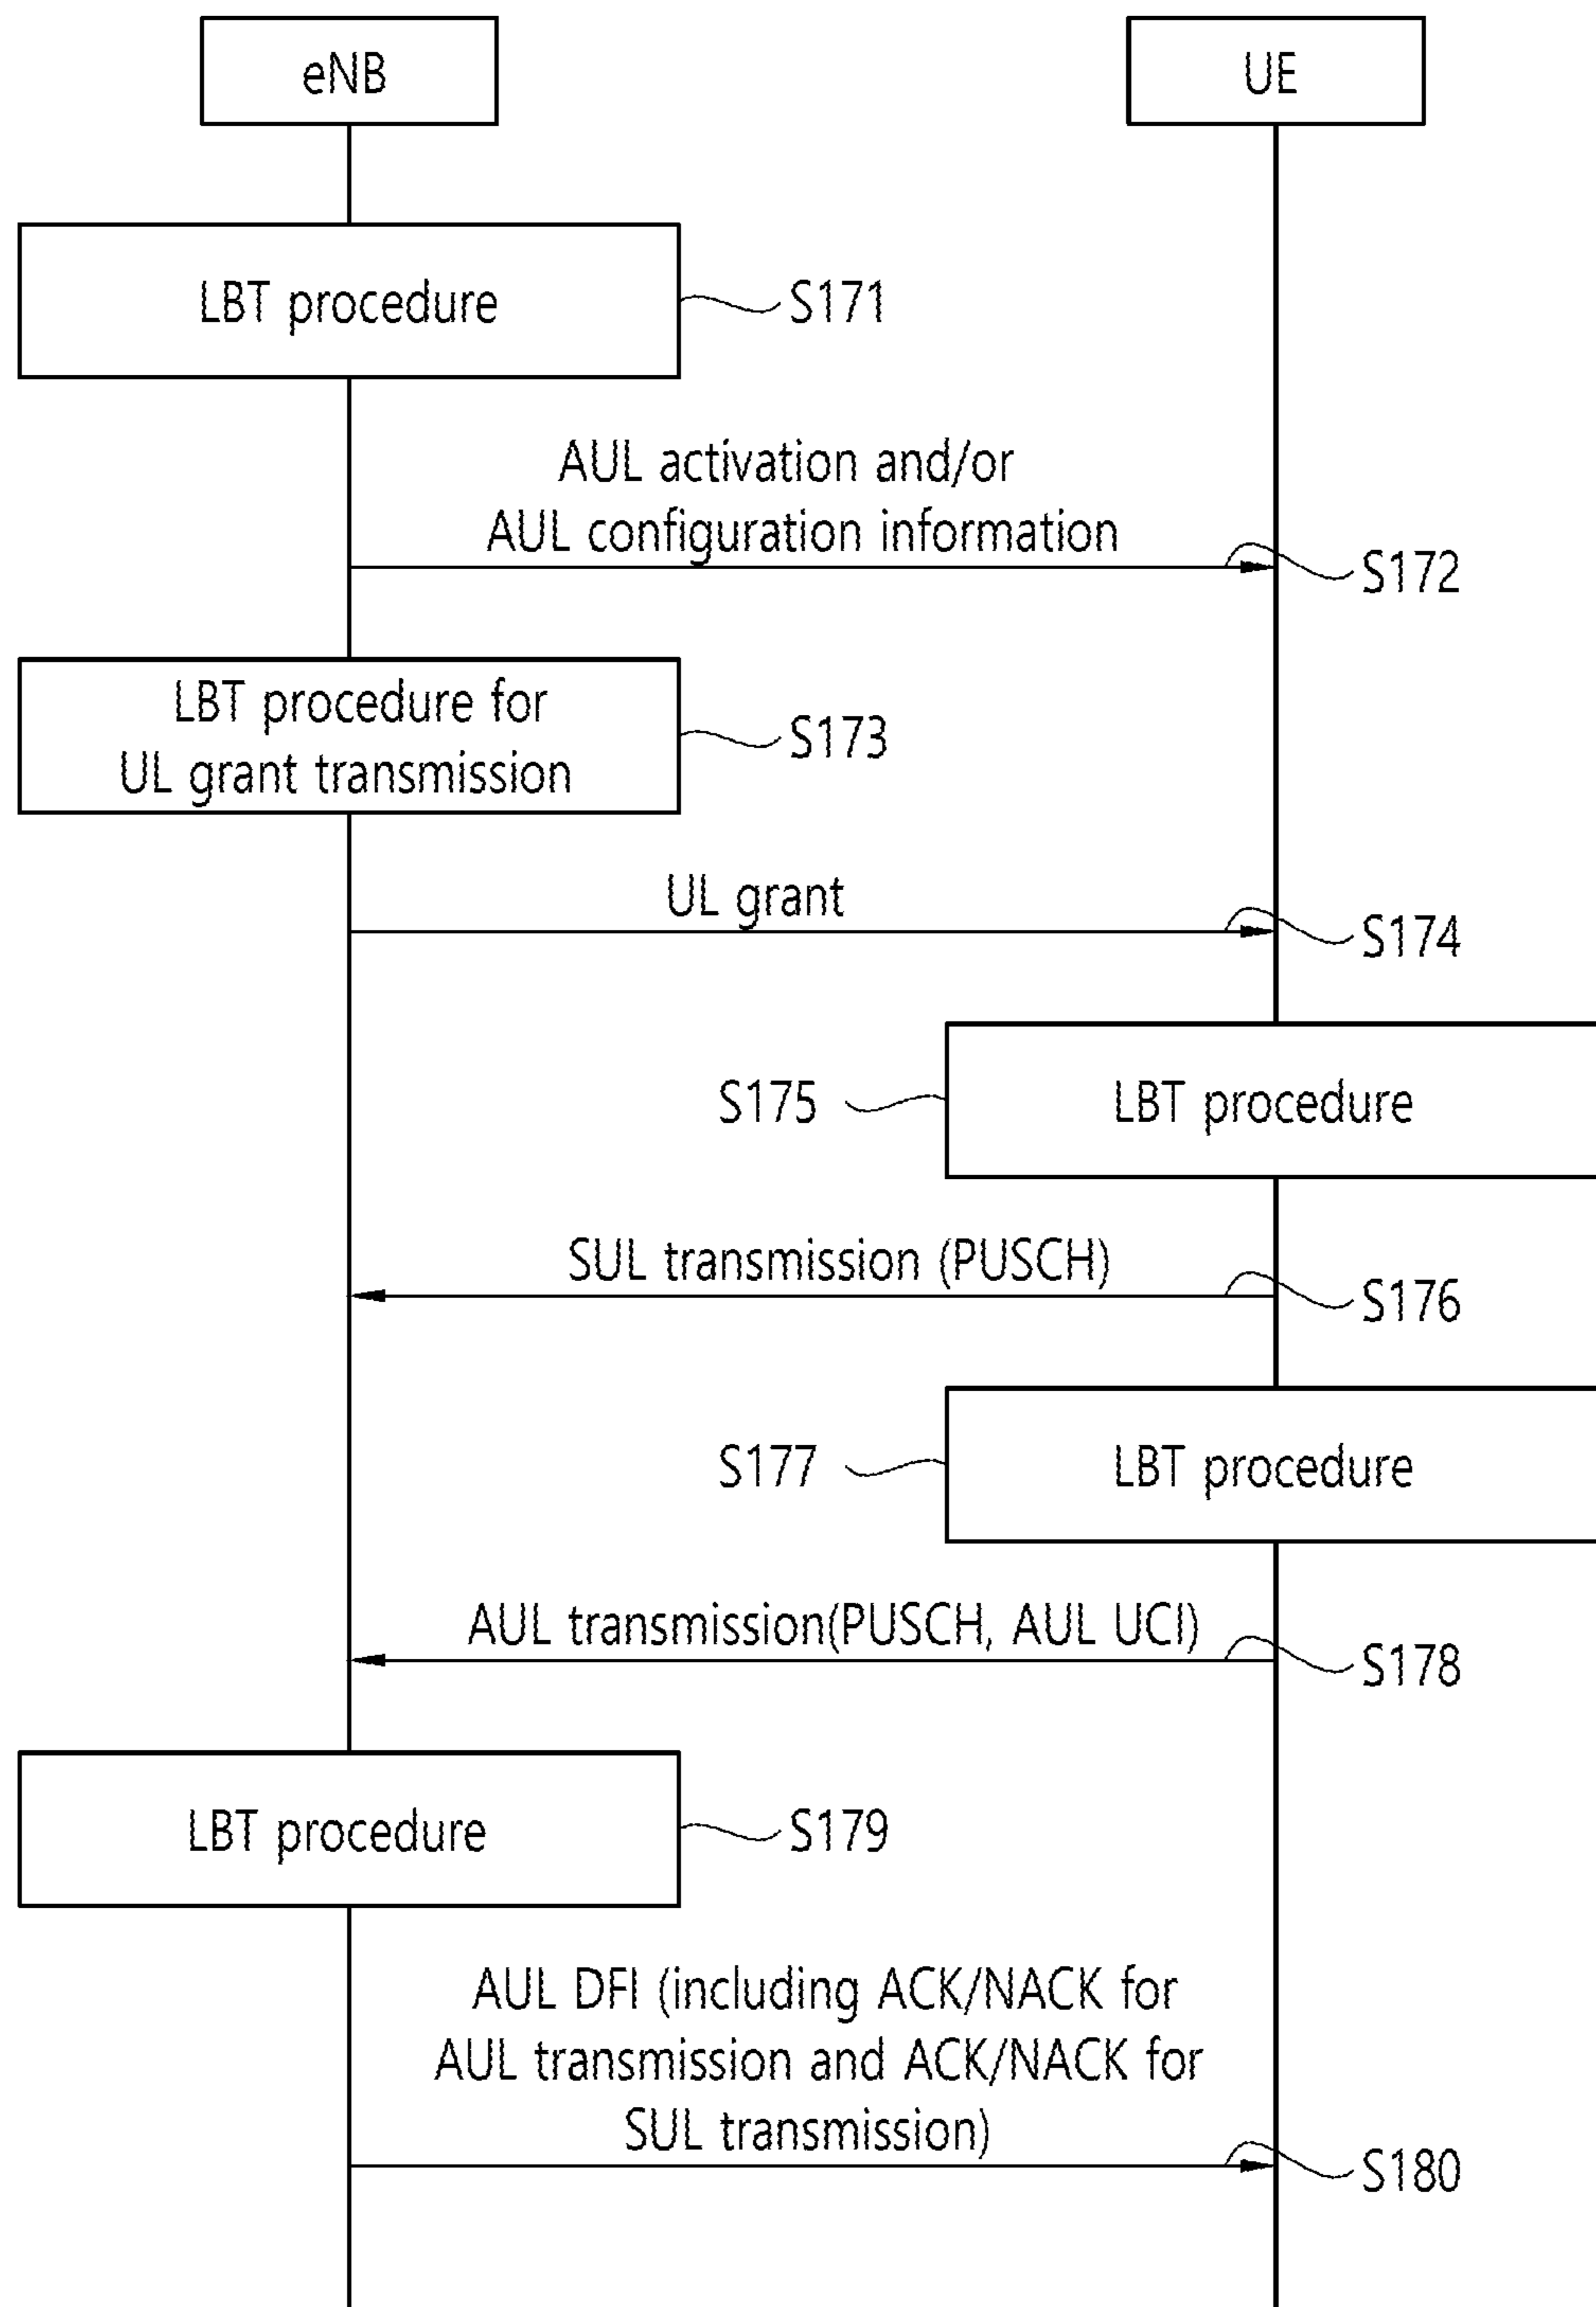 eNB
UE
LBT procedure
S171
AUL activation and/or
AUL configuration information
S172
LBT procedure for
UL grant transmission
S173
UL grant
S174
S175
LBT procedure
SUL transmission (PUSCH)
S176
S177
LBT procedure
AUL transmission(PUSCH, AUL UCI)
S178
LBT procedure
S179
AUL DFI (including ACK/NACK for
AUL transmission and ACK/NACK for
SUL transmission)
S180